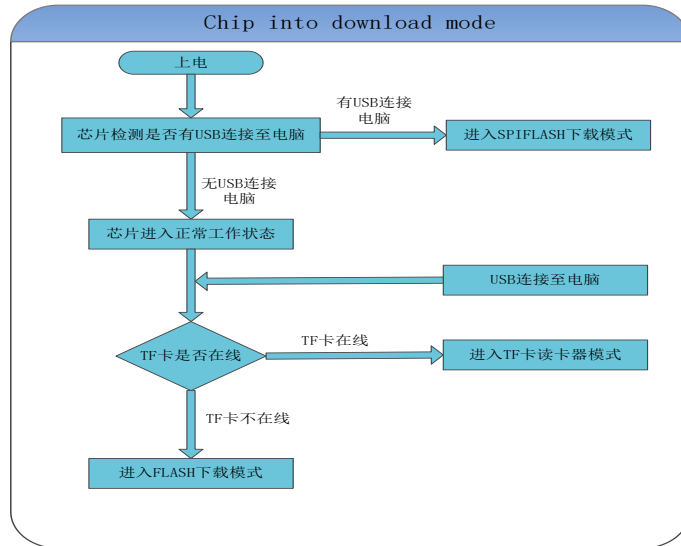 Chip into download mode
上电
芯片检测是否有USB连接至电脑
有USB连接
电脑
进入SPIFLASH下载模式
无USB连接
电脑
芯片进入正常工作状态
USB连接至电脑
TF卡是否在线
TF卡在线
进入TF卡读卡器模式
TF卡不在线
进入FLASH下载模式